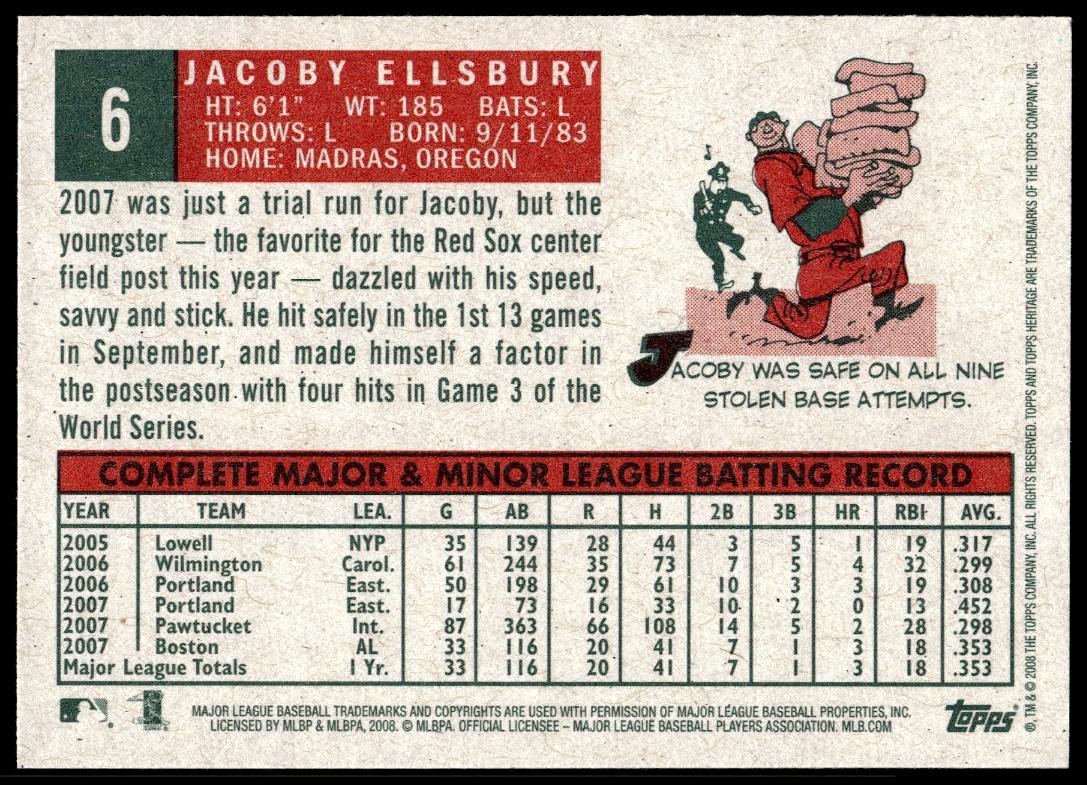 6
JACOBY ELLSBURY
HT: 6'1" WT: 185 BATS: L
THROWS: L BORN: 9/11/83
HOME: MADRAS, OREGON
2007 was just a trial run for Jacoby, but the
youngster — the favorite for the Red Sox center
field post this year — dazzled with his speed,
savvy and stick. He hit safely in the 1st 13 games
in September, and made himself a factor in
the postseason with four hits in Game 3 of the
World Series.
JACOBY WAS SAFE ON ALL NINE
STOLEN BASE ATTEMPTS.
COMPLETE MAJOR & MINOR LEAGUE BATTING RECORD
YEAR TEAM LEA. G AB R H 2B 3B HR RBI AVG.
2005 Lowell NYP 35 139 28 44 3 5 1 19 .317
2006 Wilmington Carol. 61 244 35 73 7 5 4 32 .299
2006 Portland East. 50 198 29 61 10 3 3 19 .308
2007 Portland East. 17 73 16 33 10 2 0 13 .452
2007 Pawtucket Int. 87 363 66 108 14 5 2 28 .298
2007 Boston AL 33 116 20 41 7 1 3 18 .353
Major League Totals 1 Yr. 33 116 20 41 7 1 3 18 .353
MAJOR LEAGUE BASEBALL TRADEMARKS AND COPYRIGHTS ARE USED WITH PERMISSION OF MAJOR LEAGUE BASEBALL PROPERTIES, INC.
LICENSED BY MLBP & MLBPA, 2008. © MLBPA. OFFICIAL LICENSEE – MAJOR LEAGUE BASEBALL PLAYERS ASSOCIATION. MLB.COM
topps
®, TM & © 2008 THE TOPPS COMPANY, INC. ALL RIGHTS RESERVED. TOPPS AND TOPPS HERITAGE ARE TRADEMARKS OF THE TOPPS COMPANY, INC.